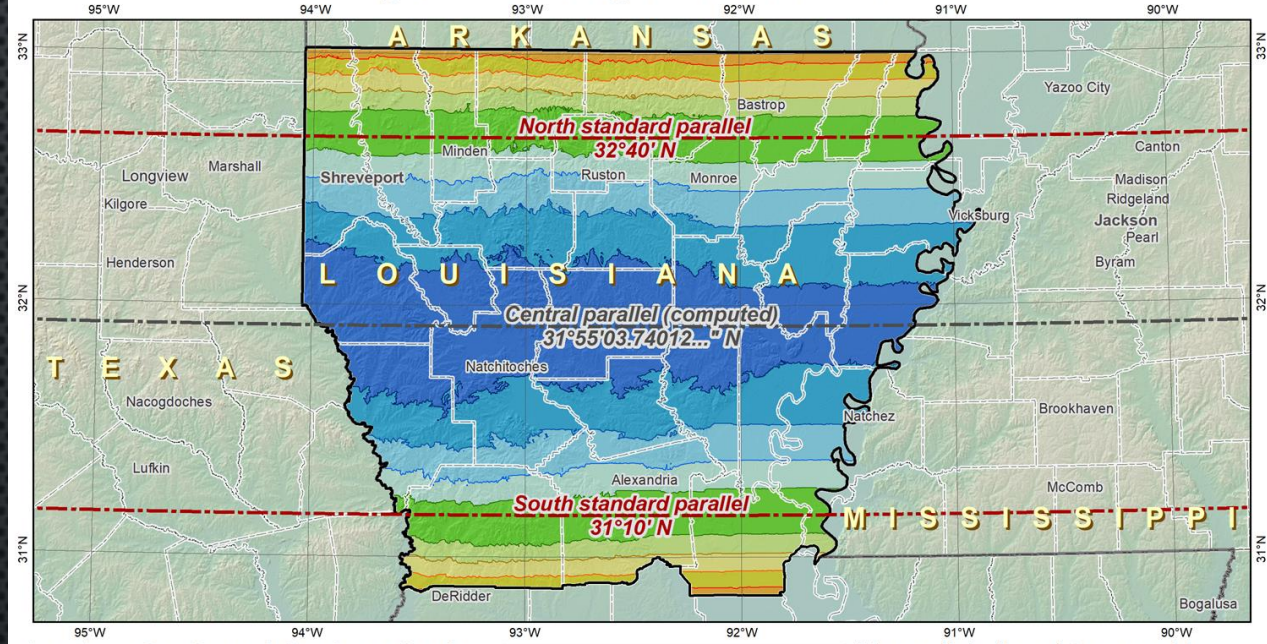 95°W 94°W 93°W 92°W 91°W 90°W
A R K A N S A S
33°N 33°N
Yazoo City
Bastrop
North standard parallel
32°40' N
Canton
Minden
Marshall
Longview
Shreveport
Ruston
Monroe
Madison
Ridgeland
Kilgore
Vicksburg
Jackson
Pearl
Henderson
Byram
L O U I S I A N A
32°N 32°N
Central parallel (computed)
31°55'03.74012..." N
T E X A S
Natchitoches
Nacogdoches
Natchez
Brookhaven
Lufkin
Alexandria
McComb
South standard parallel
31°10' N
M I S S I S S I P P I
31°N 31°N
DeRidder
Bogalusa
95°W 94°W 93°W 92°W 91°W 90°W